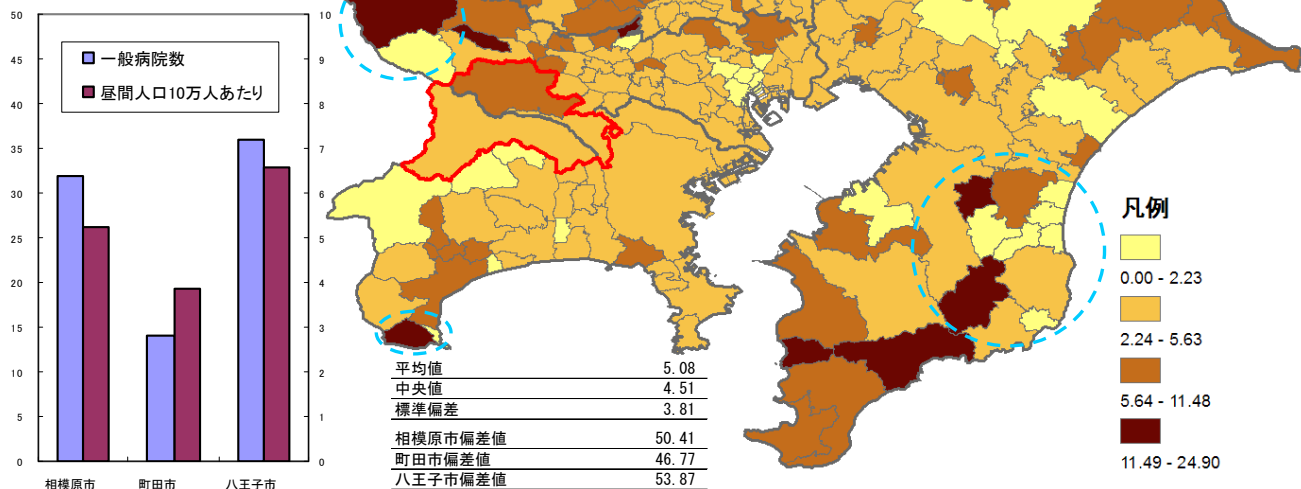 50
45
40
35
30
25
20
15
10
5
0
一般病院数
昼間人口10万人あたり
10
9
8
7
6
5
4
3
2
1
0
相模原市 町田市 八王子市
平均値 5.08
中央値 4.51
標準偏差 3.81
相模原市偏差値 50.41
町田市偏差値 46.77
八王子市偏差値 53.87
凡例
0.00 - 2.23
2.24 - 5.63
5.64 - 11.48
11.49 - 24.90